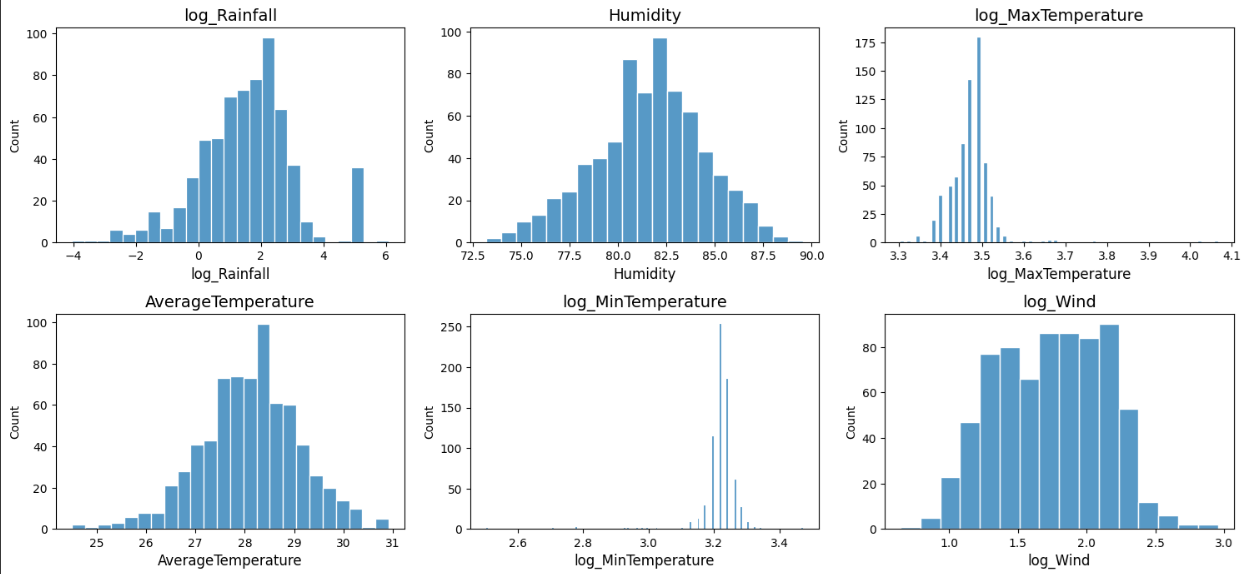 log_Rainfall
Count
100
80
60
40
20
0
−4 −2 0 2 4 6
log_Rainfall
Humidity
Count
100
80
60
40
20
0
72.5 75.0 77.5 80.0 82.5 85.0 87.5 90.0
Humidity
log_MaxTemperature
Count
175
150
125
100
75
50
25
0
3.3 3.4 3.5 3.6 3.7 3.8 3.9 4.0 4.1
log_MaxTemperature
AverageTemperature
Count
100
80
60
40
20
0
25 26 27 28 29 30 31
AverageTemperature
log_MinTemperature
Count
250
200
150
100
50
0
2.6 2.8 3.0 3.2 3.4
log_MinTemperature
log_Wind
Count
80
60
40
20
0
1.0 1.5 2.0 2.5 3.0
log_Wind